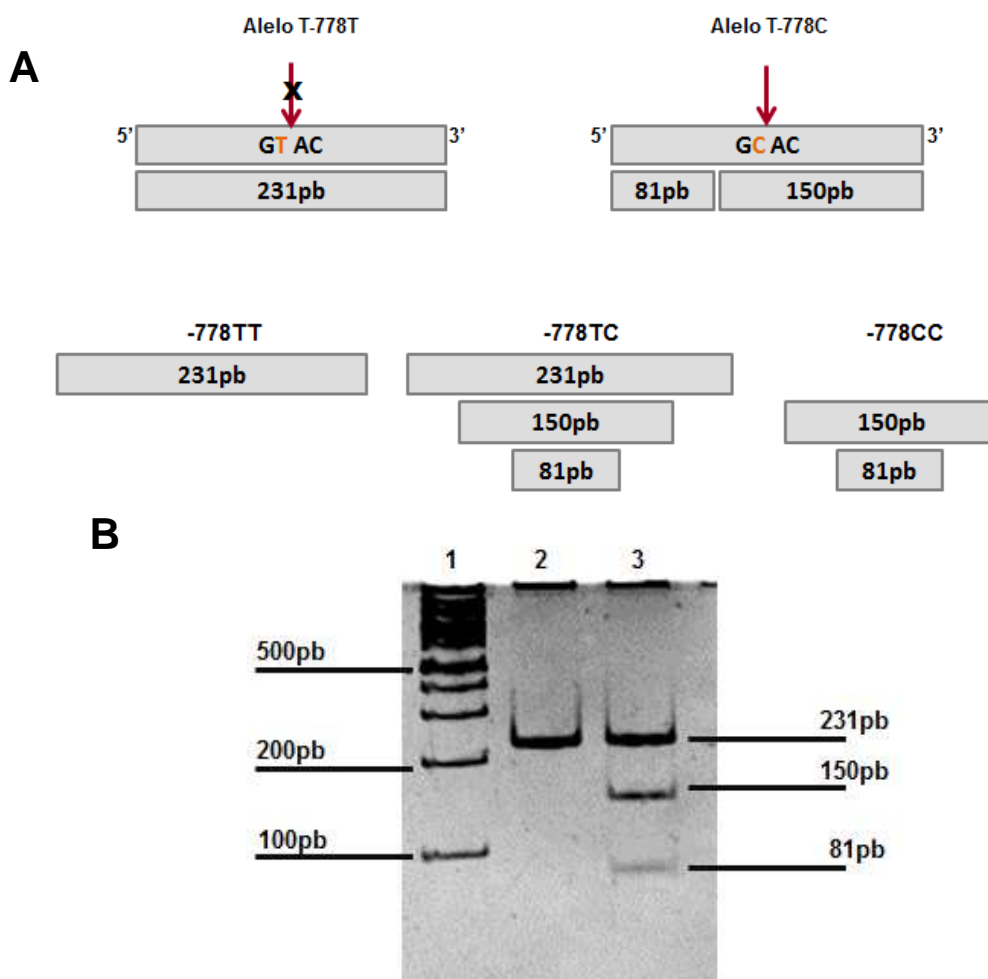 A
Alelo T-778T
Alelo T-778C
X
5’ GT AC 3’
5’ GC AC 3’
231pb
81pb 150pb
-778TT
-778TC
-778CC
231pb
231pb
150pb
150pb
81pb
81pb
B
1 2 3
500pb
231pb
200pb
150pb
100pb
81pb